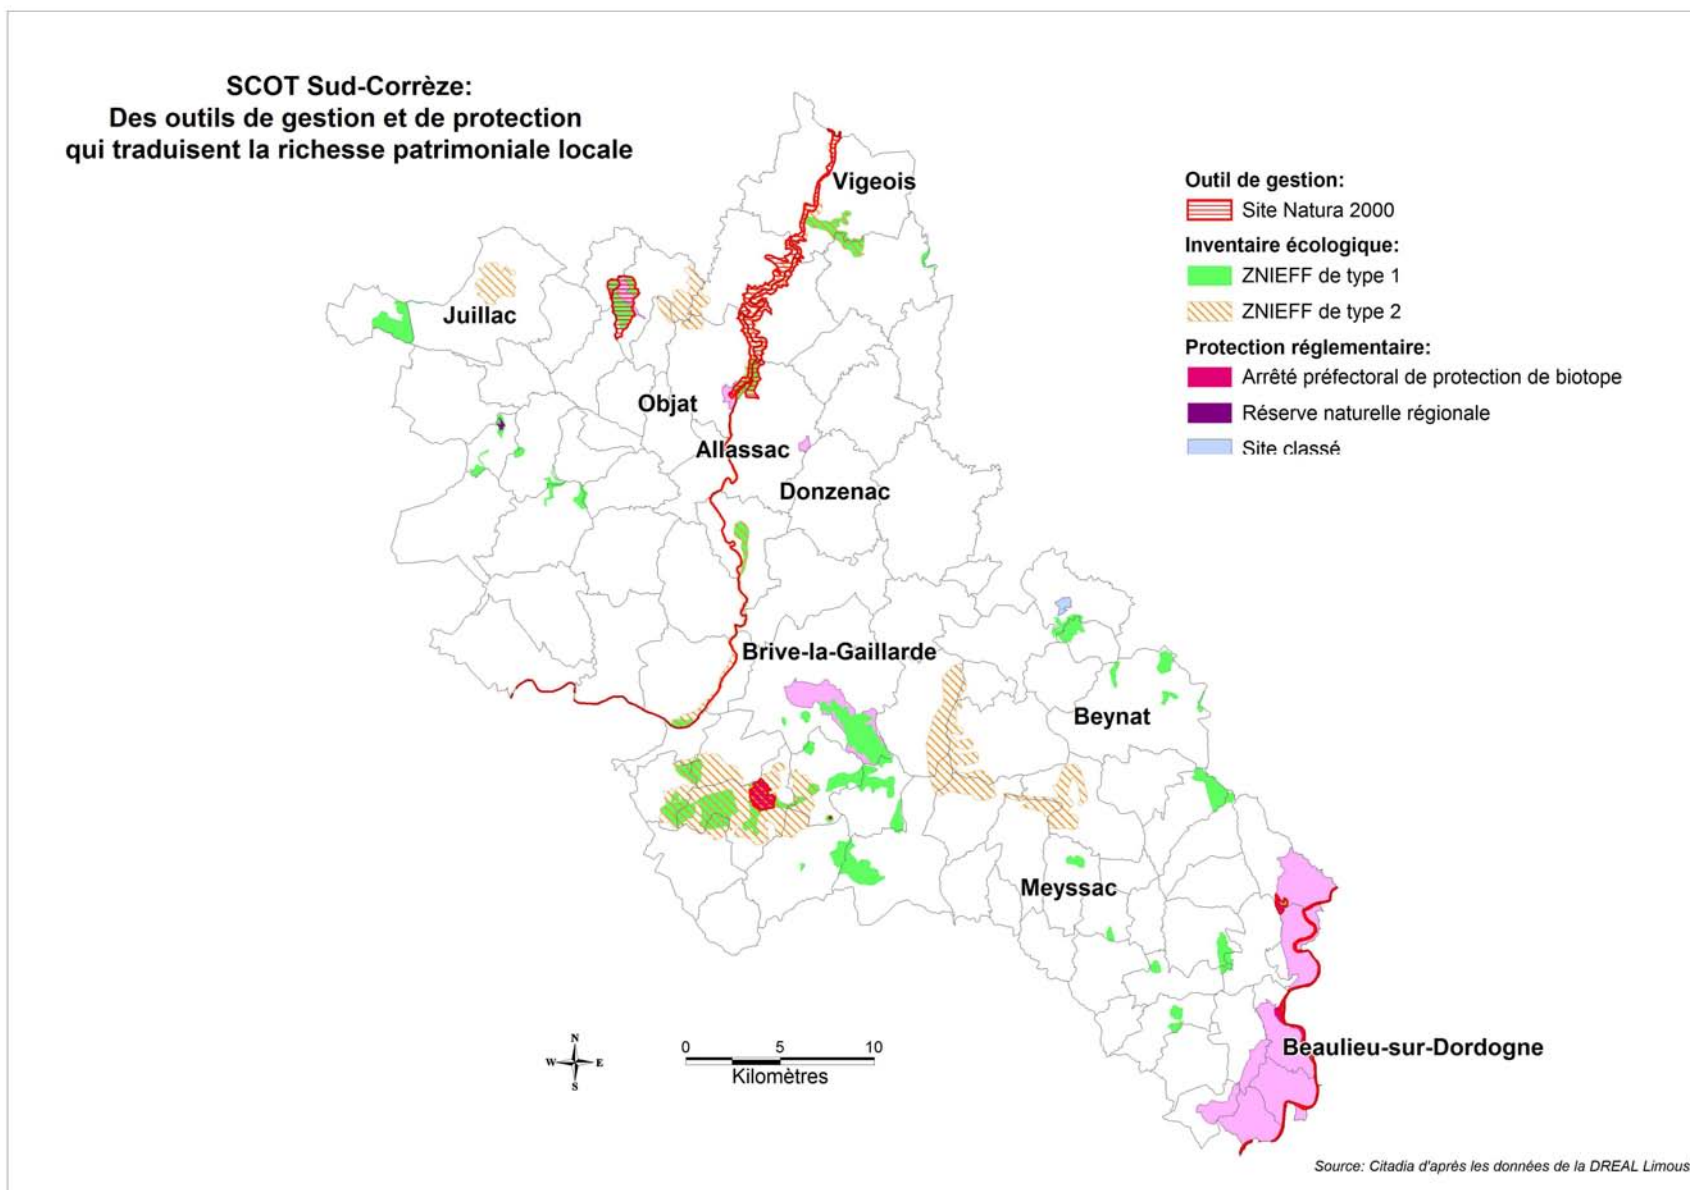 SCOT Sud-Corrèze:
Des outils de gestion et de protection
qui traduisent la richesse patrimoniale locale
Vigeois
Juillac
Objat
Allassac
Donzenac
Brive-la-Gaillarde
Beynat
Meyssac
Beaulieu-sur-Dordogne
Outil de gestion:
Site Natura 2000
Inventaire écologique:
ZNIEFF de type 1
ZNIEFF de type 2
Protection réglementaire:
Arrêté préfectoral de protection de biotope
Réserve naturelle régionale
Site classé
N
W E
S
0 5 10
Kilomètres
Source: Citadia d'après les données de la DREAL Limous